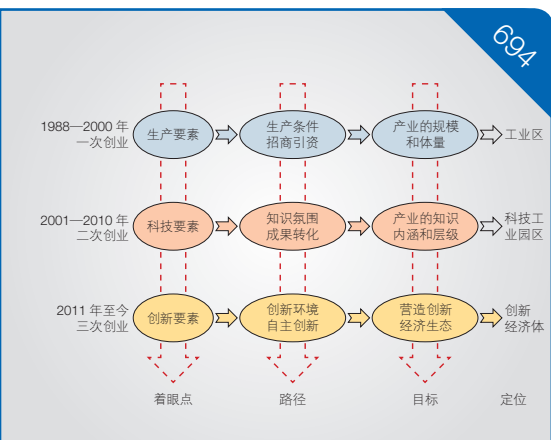 694
1988—2000 年
一次创业
生产要素
生产条件
招商引资
产业的规模
和体量
工业区
2001—2010 年
二次创业
科技要素
知识氛围
成果转化
产业的知识
内涵和层级
科技工
业园区
2011 年至今
三次创业
创新要素
创新环境
自主创新
营造创新
经济生态
创新
经济体
着眼点
路径
目标
定位